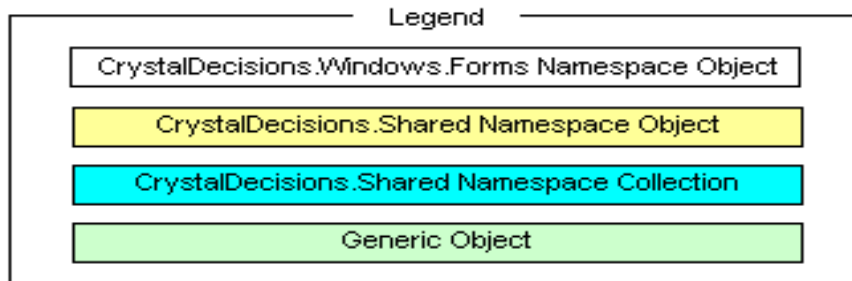 Legend
CrystalDecisions.Windows.Forms Namespace Object
CrystalDecisions.Shared Namespace Object
CrystalDecisions.Shared Namespace Collection
Generic Object